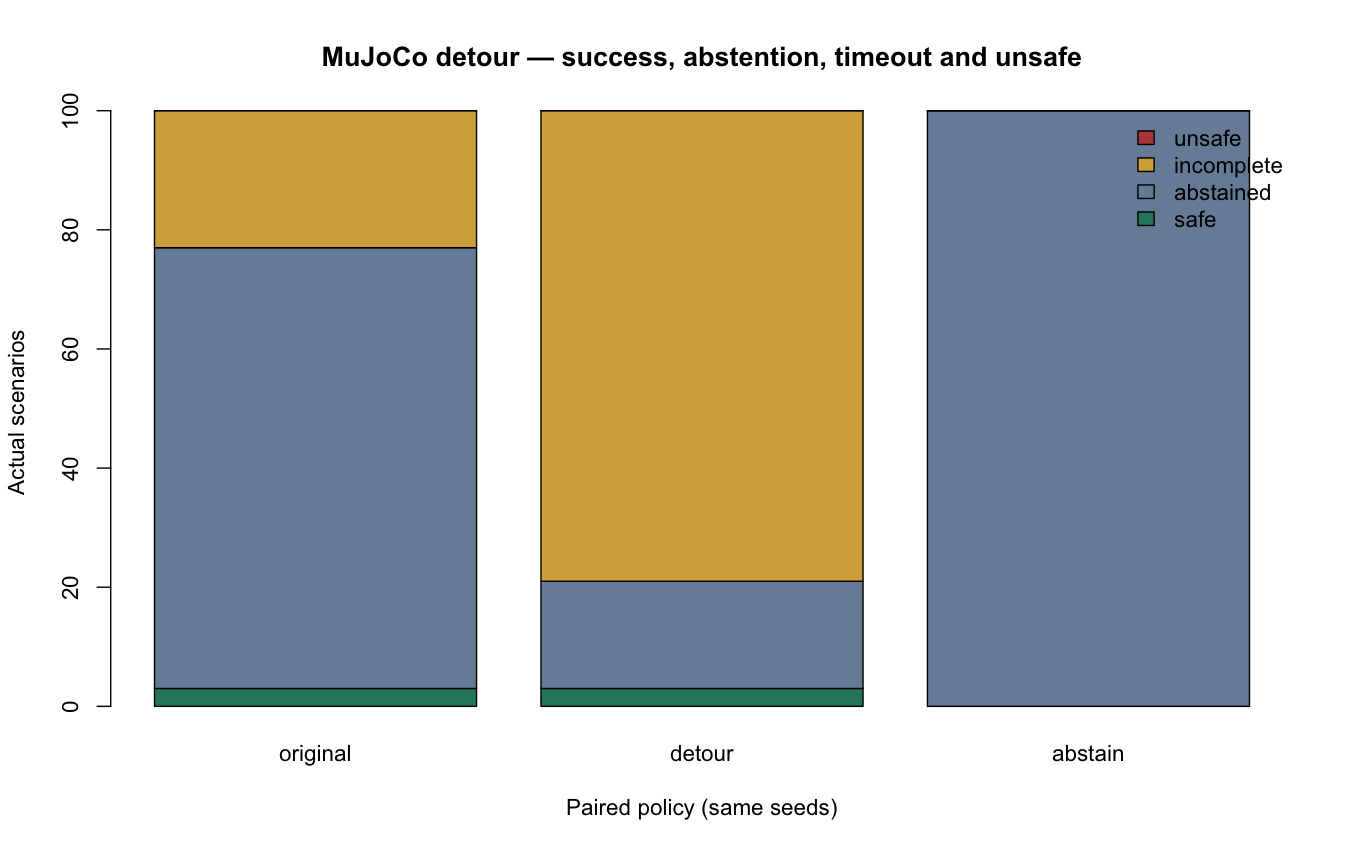 MuJoCo detour — success, abstention, timeout and unsafe
100
80
60
40
20
0
Actual scenarios
unsafe
incomplete
abstained
safe
original
detour
abstain
Paired policy (same seeds)